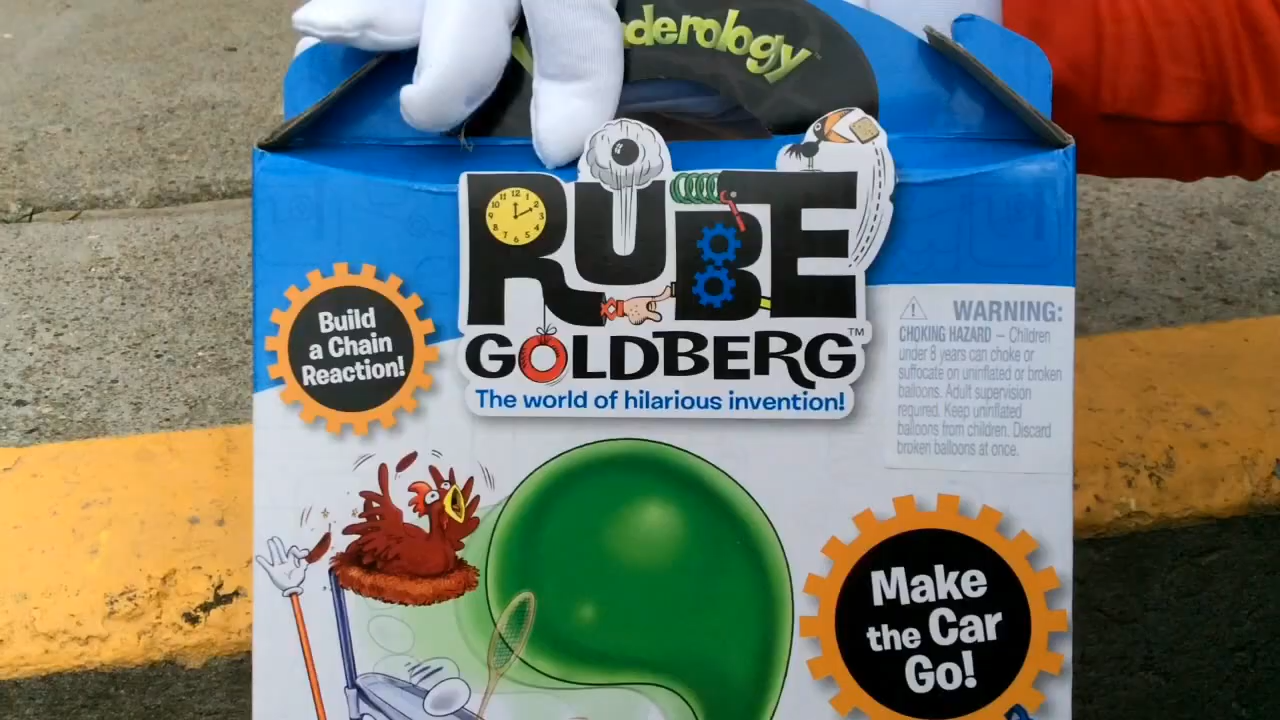 derology
RUBE
GOLDBERG™
The world of hilarious invention!
Build
a Chain
Reaction!
WARNING:
CHOKING HAZARD – Children
under 8 years can choke or
suffocate on uninflated or broken
balloons. Adult supervision
required. Keep uninflated
balloons from children. Discard
broken balloons at once.
Make
the Car
Go!